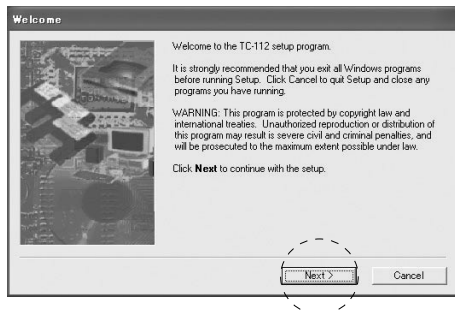 Welcome
Welcome to the TC-112 setup program.
It is strongly recommended that you exit all Windows programs
before running Setup. Click Cancel to quit Setup and close any
programs you have running.
WARNING: This program is protected by copyright law and
international treaties. Unauthorized reproduction or distribution of
this program may result is severe civil and criminal penalties, and
will be prosecuted to the maximum extent possible under law.
Click Next to continue with the setup.
Next >
Cancel